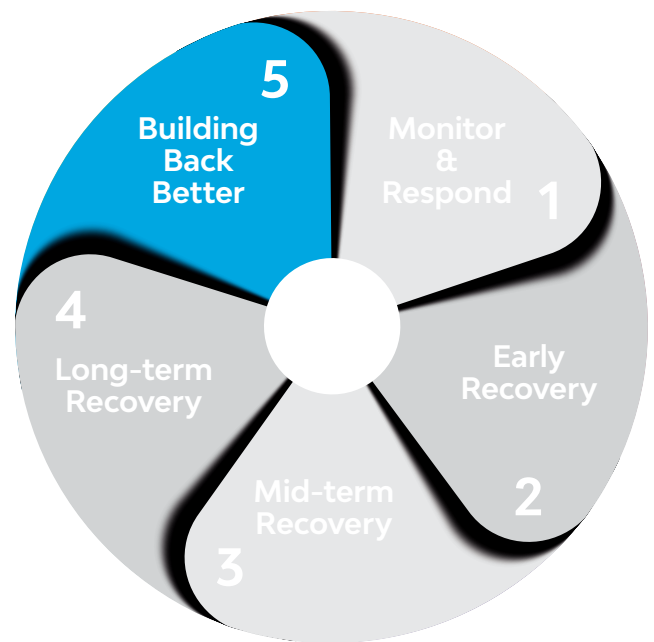 5
Building
Back
Better
Monitor
&
Respond
1
Early
Recovery
2
Mid-term
Recovery
3
4
Long-term
Recovery